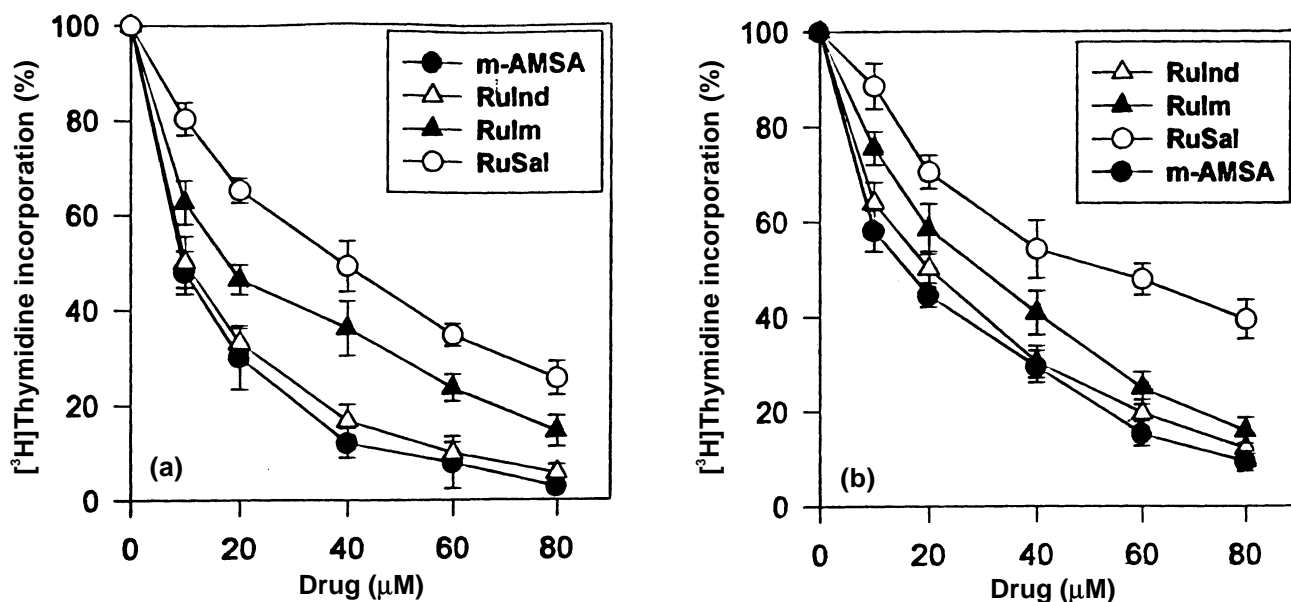 [³H]Thymidine incorporation (%)
100
80
60
40
20
0
m-AMSA
RuInd
RuIm
RuSal
(a)
0 20 40 60 80
Drug (μM)
[³H]Thymidine incorporation (%)
100
80
60
40
20
0
RuInd
RuIm
RuSal
m-AMSA
(b)
0 20 40 60 80
Drug (μM)